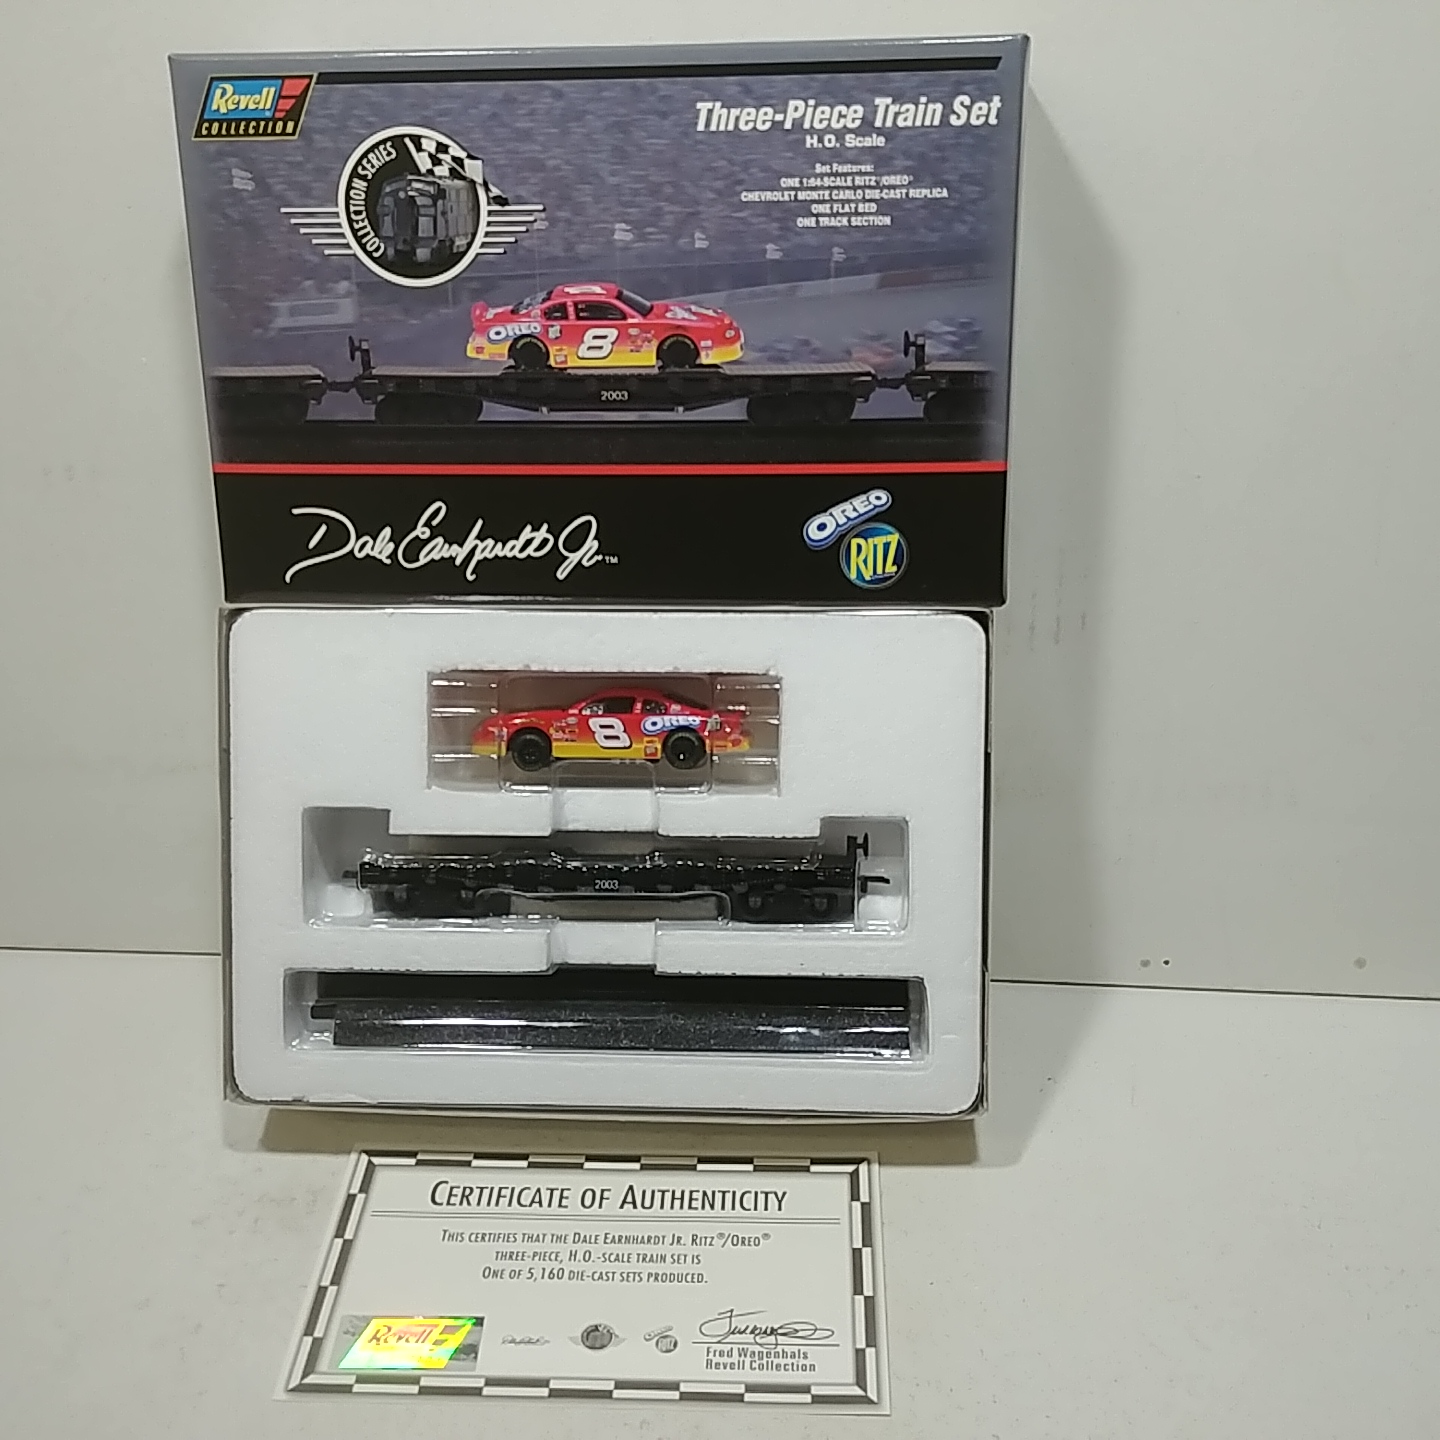 Revell
COLLECTION
COLLECTION SERIES
Three-Piece Train Set
H.O. Scale
Set Features:
ONE 1:64-SCALE RITZ®/OREO®
CHEVROLET MONTE CARLO DIE-CAST REPLICA
ONE FLAT BED
ONE TRACK SECTION
OREO
8
2003
Dale Earnhardt Jr.™
OREO
RITZ
8
OREO
2003
CERTIFICATE OF AUTHENTICITY
THIS CERTIFIES THAT THE DALE EARNHARDT JR. RITZ®/OREO®
THREE-PIECE, H.O.-SCALE TRAIN SET IS
ONE OF 5,160 DIE-CAST SETS PRODUCED.
Revell
Fred Wagenhals
Revell Collection